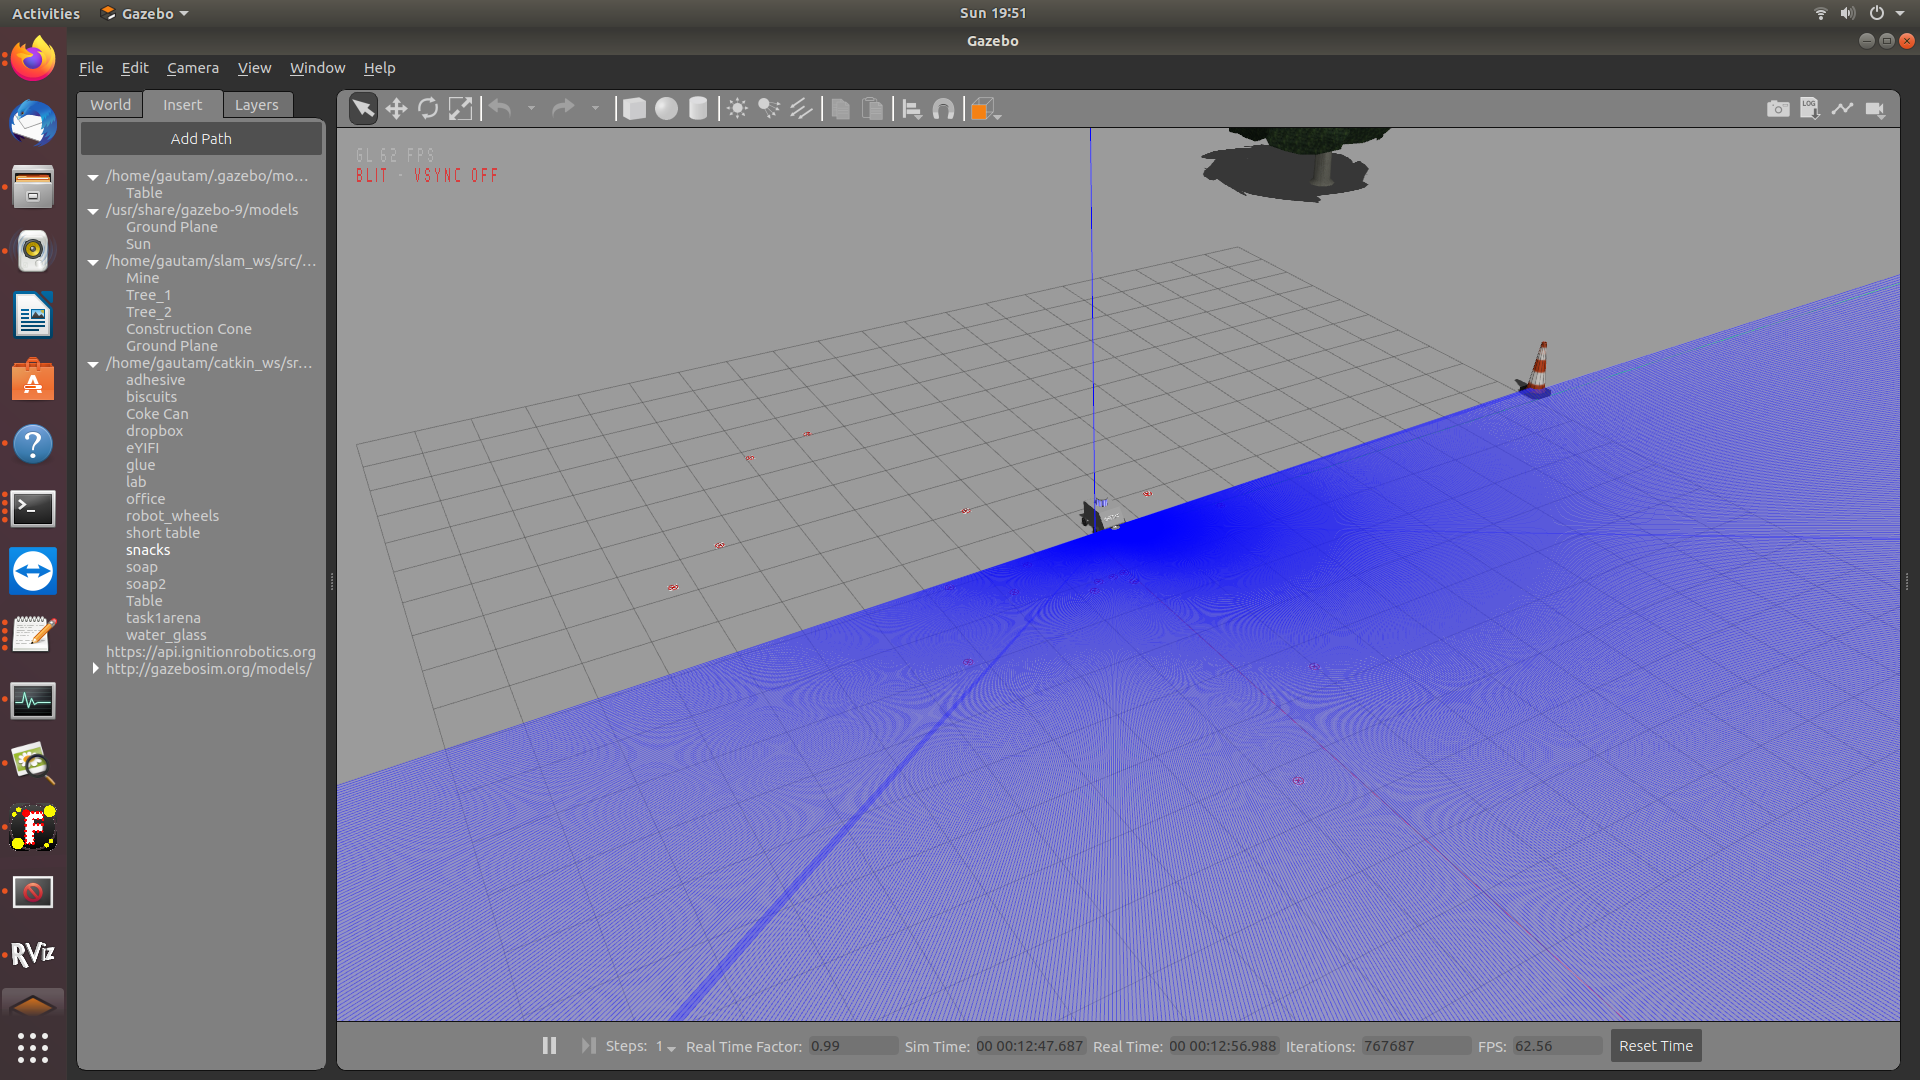 Activities Gazebo Sun 19:51
Gazebo
File Edit Camera View Window Help
World Insert Layers
Add Path
/home/gautam/.gazebo/mo...
Table
/usr/share/gazebo-9/models
Ground Plane
Sun
/home/gautam/slam_ws/src/...
Mine
Tree_1
Tree_2
Construction Cone
Ground Plane
/home/gautam/catkin_ws/sr...
adhesive
biscuits
Coke Can
dropbox
eYIFI
glue
lab
office
robot_wheels
short table
snacks
soap
soap2
Table
task1arena
water_glass
https://api.ignitionrobotics.org
http://gazebosim.org/models/
LOG
GL 62 FPS
BLIT - VSYNC OFF
RViz
Steps: 1 Real Time Factor: 0.99 Sim Time: 00 00:12:47.687 Real Time: 00 00:12:56.988 Iterations: 767687 FPS: 62.56 Reset Time